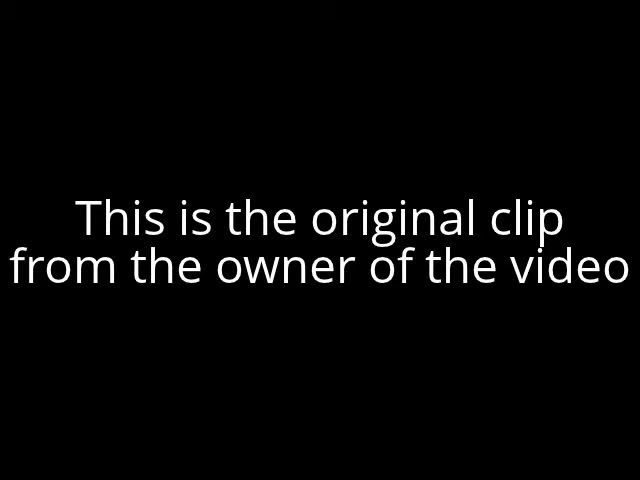 This is the original clip
from the owner of the video